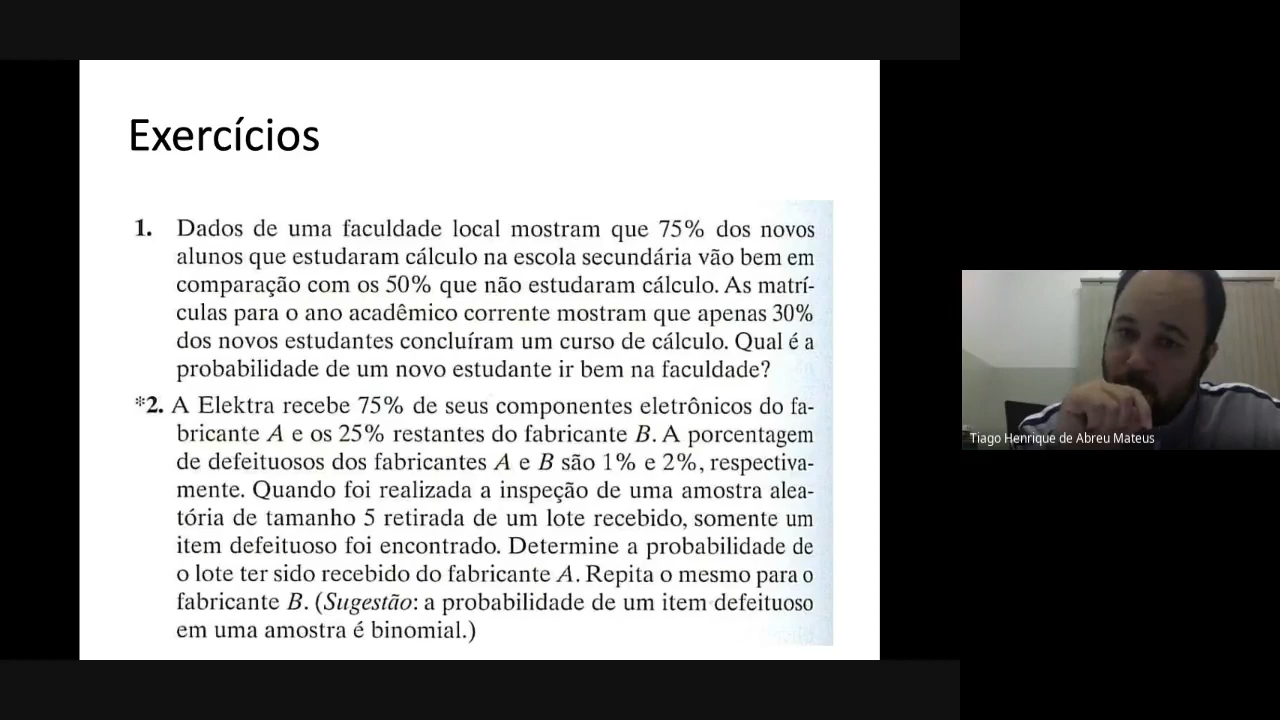 Exercícios
1. Dados de uma faculdade local mostram que 75% dos novos
alunos que estudaram cálculo na escola secundária vão bem em
comparação com os 50% que não estudaram cálculo. As matrí-
culas para o ano acadêmico corrente mostram que apenas 30%
dos novos estudantes concluíram um curso de cálculo. Qual é a
probabilidade de um novo estudante ir bem na faculdade?
*2. A Elektra recebe 75% de seus componentes eletrônicos do fa-
bricante A e os 25% restantes do fabricante B. A porcentagem
de defeituosos dos fabricantes A e B são 1% e 2%, respectiva-
mente. Quando foi realizada a inspeção de uma amostra alea-
tória de tamanho 5 retirada de um lote recebido, somente um
item defeituoso foi encontrado. Determine a probabilidade de
o lote ter sido recebido do fabricante A. Repita o mesmo para o
fabricante B. (Sugestão: a probabilidade de um item defeituoso
em uma amostra é binomial.)
Tiago Henrique de Abreu Mateus